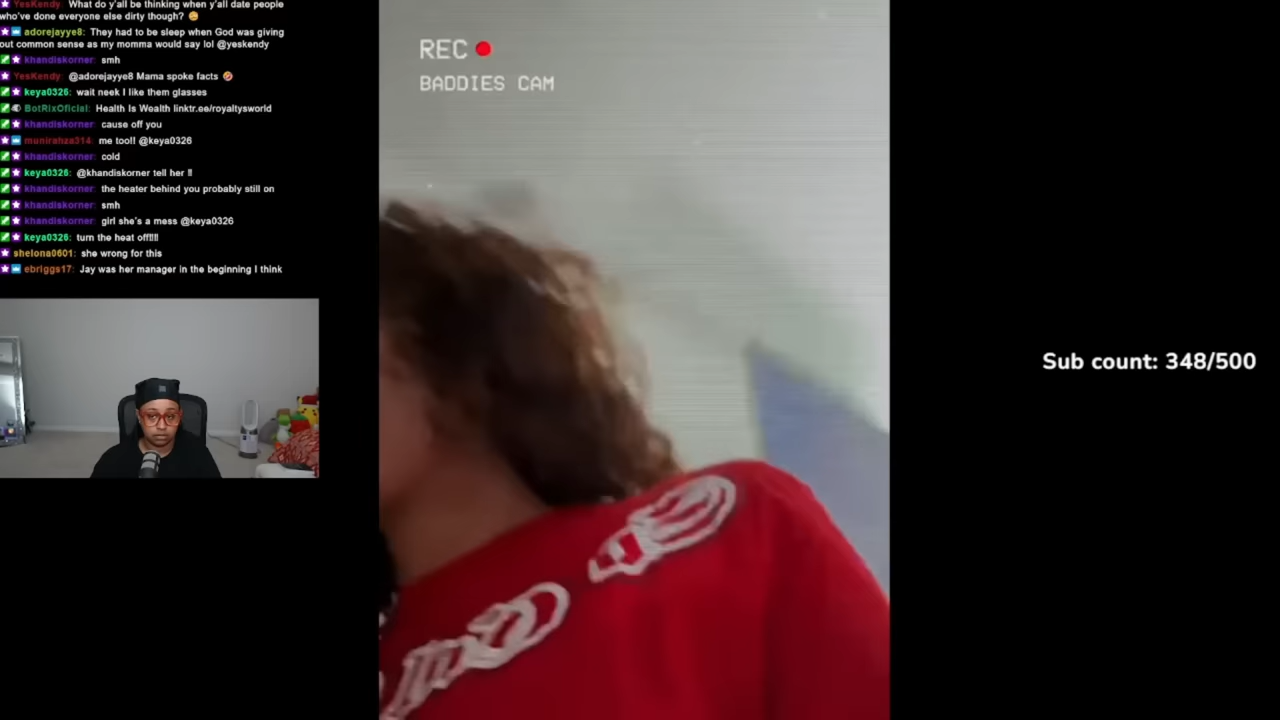 YesKendy: What do y'all be thinking when y'all date people
who've done everyone else dirty though?
adorejayye8: They had to be sleep when God was giving
out common sense as my momma would say lol @yeskendy
khandiskorner: smh
YesKendy: @adorejayye8 Mama spoke facts
keya0326: wait neek I like them glasses
BotRixOficial: Health Is Wealth linktr.ee/royaltysworld
khandiskorner: cause off you
munirahza314: me too!! @keya0326
khandiskorner: cold
keya0326: @khandiskorner tell her !!
khandiskorner: the heater behind you probably still on
khandiskorner: smh
khandiskorner: girl she's a mess @keya0326
keya0326: turn the heat off!!!!
shelona0601: she wrong for this
ebriggs17: Jay was her manager in the beginning I think
REC
BADDIES CAM
Sub count: 348/500